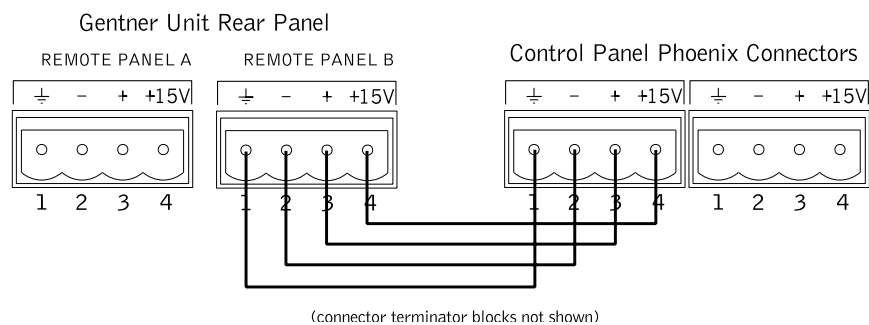 Gentner Unit Rear Panel
REMOTE PANEL A
REMOTE PANEL B
Control Panel Phoenix Connectors
- + +15V
- + +15V
- + +15V
- + +15V
1 2 3 4
1 2 3 4
1 2 3 4
1 2 3 4
(connector terminator blocks not shown)